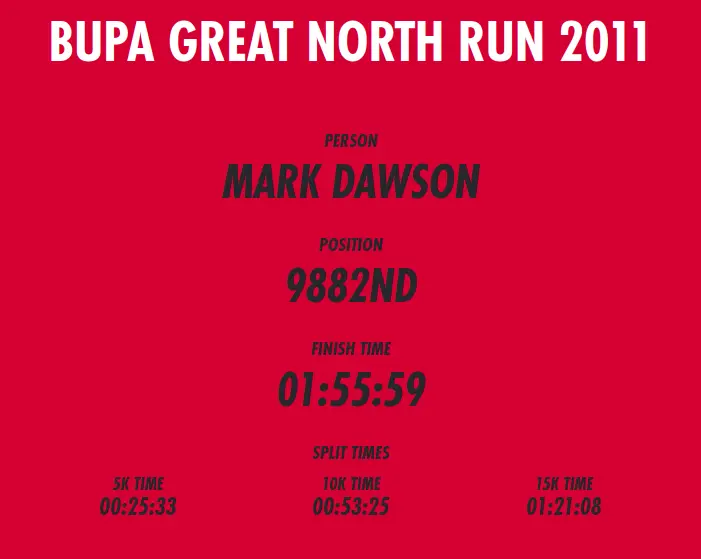 BUPA GREAT NORTH RUN 2011
PERSON
MARK DAWSON
POSITION
9882ND
FINISH TIME
01:55:59
SPLIT TIMES
5K TIME 10K TIME 15K TIME
00:25:33 00:53:25 01:21:08